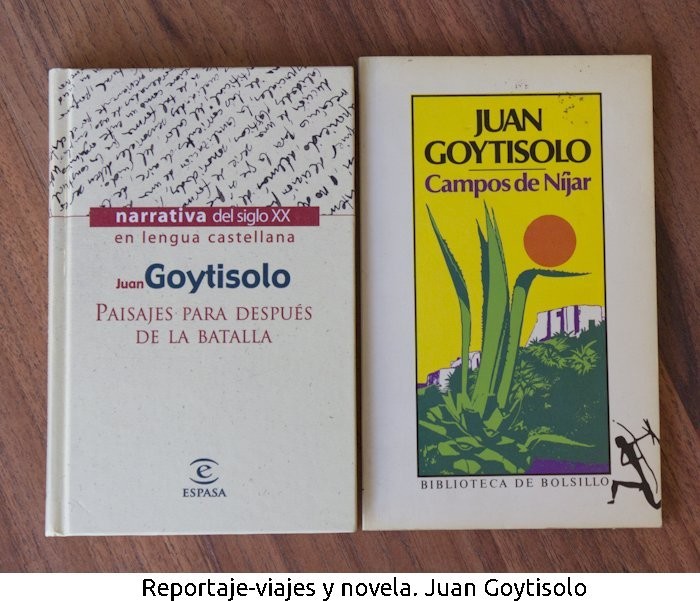 narrativa del siglo XX
en lengua castellana
Juan Goytisolo
PAISAJES PARA DESPUÉS
DE LA BATALLA
e
ESPASA
JUAN
GOYTISOLO
Campos de Níjar
BIBLIOTECA DE BOLSILLO
Reportaje-viajes y novela. Juan Goytisolo